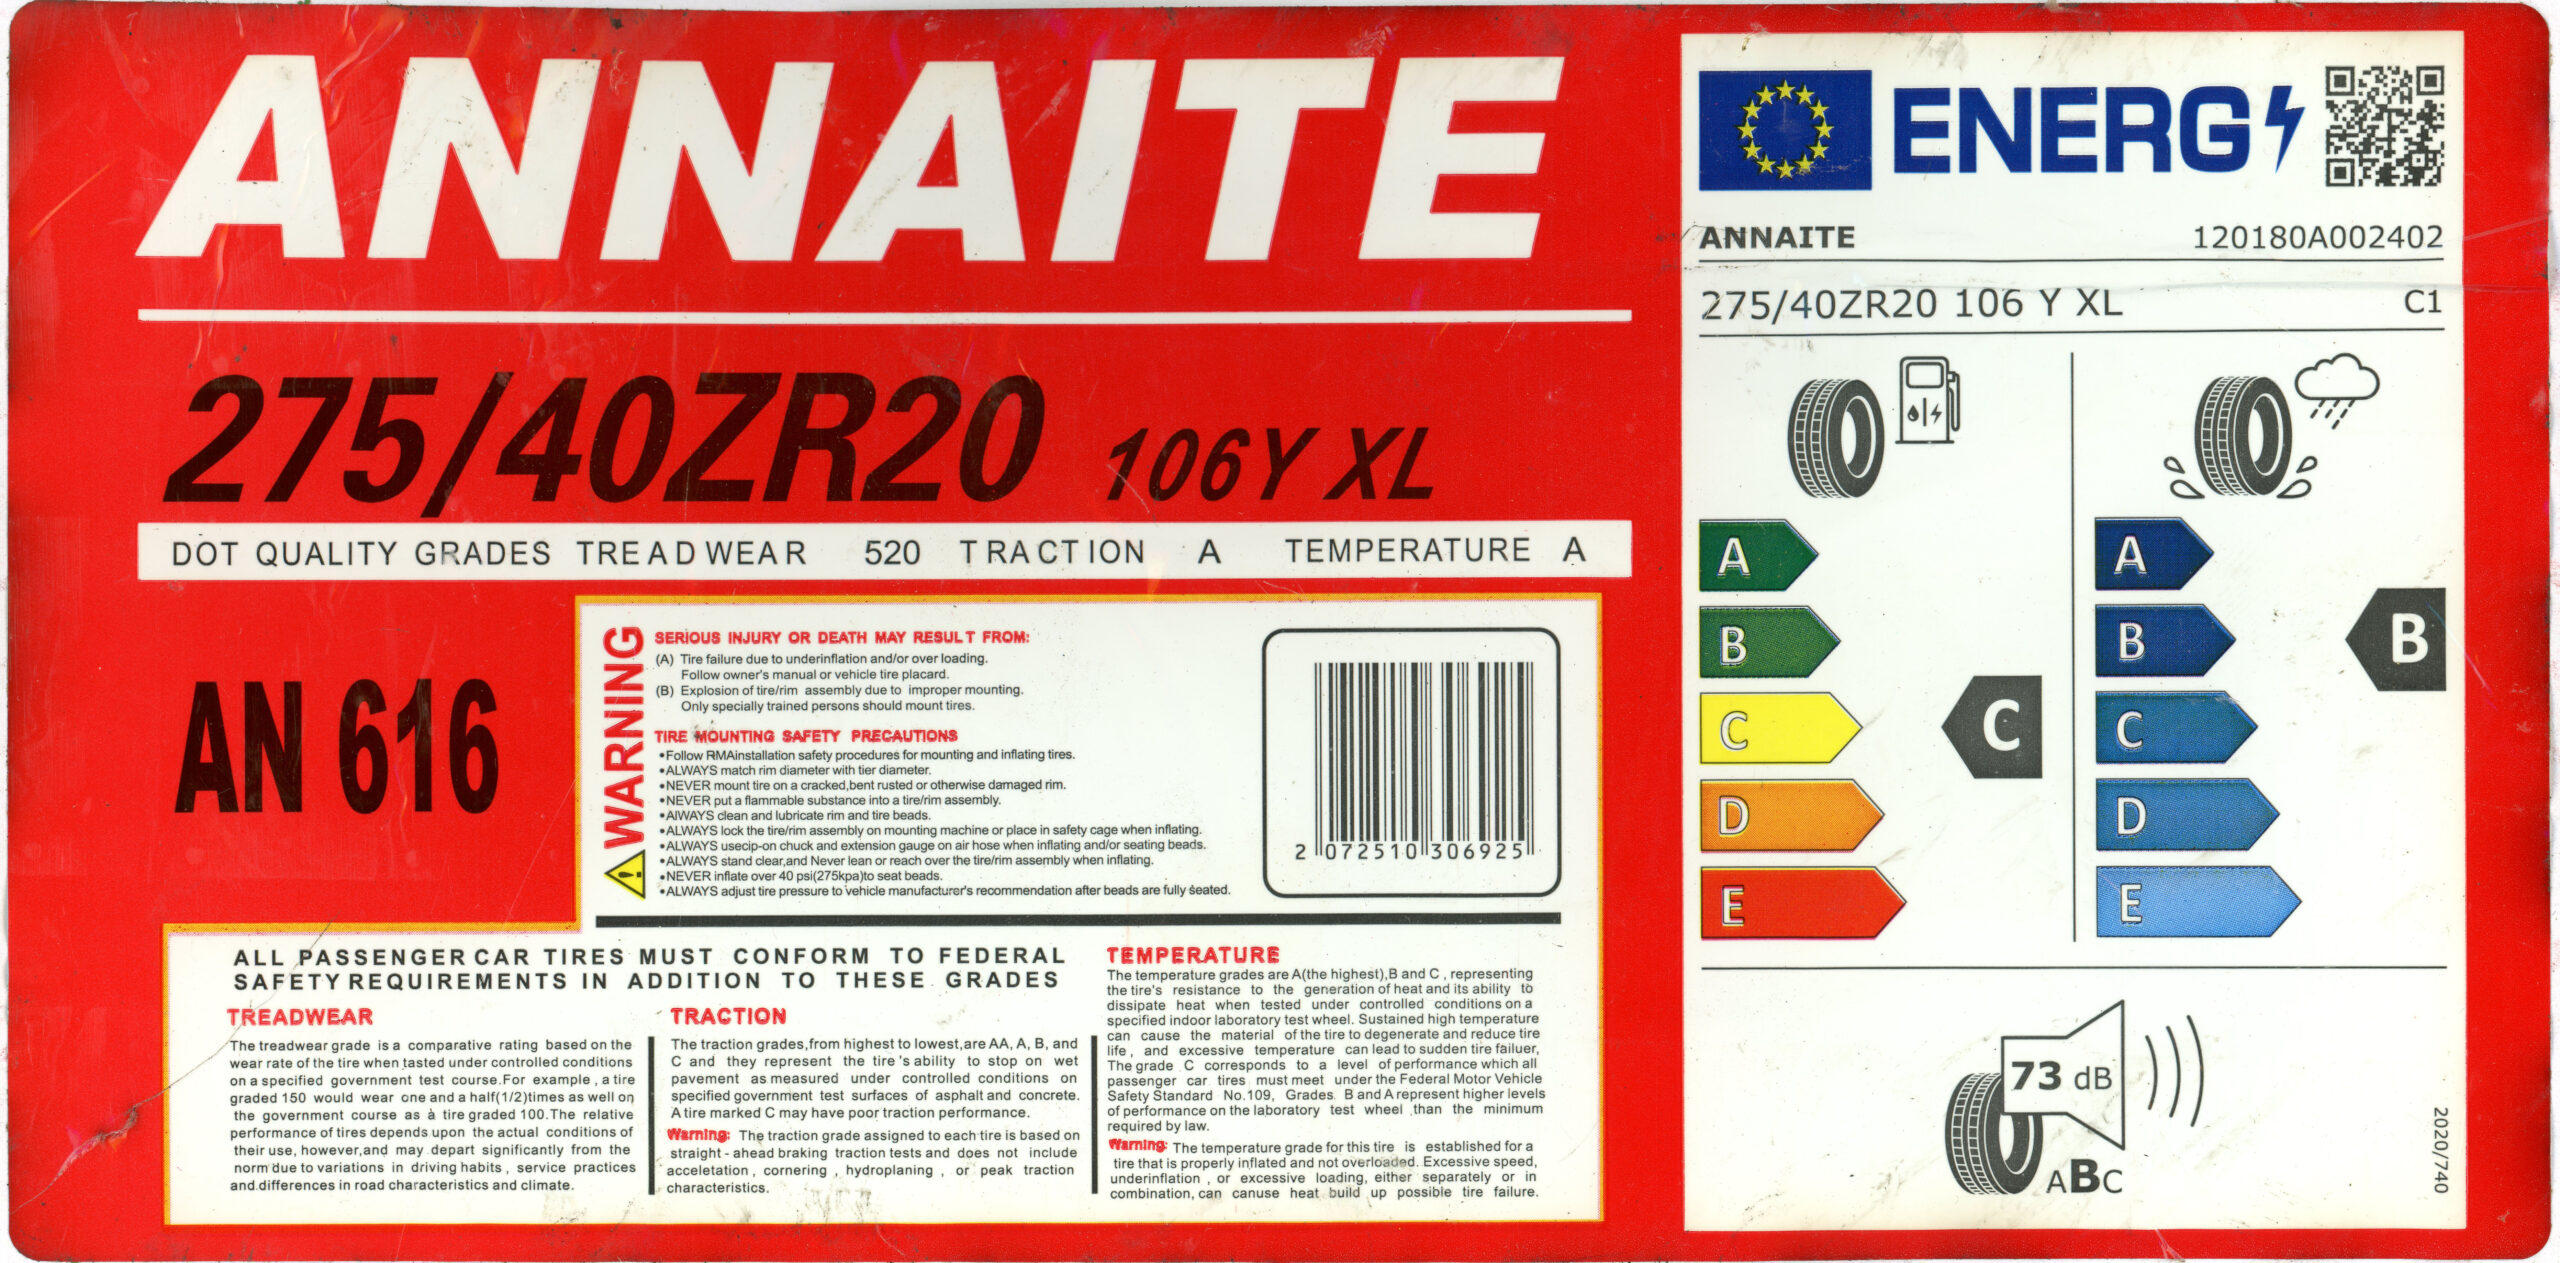 ANNAITE
275/40ZR20 106Y XL
DOT QUALITY GRADES TREADWEAR 520 TRACTION A TEMPERATURE A
AN 616
WARNING
SERIOUS INJURY OR DEATH MAY RESULT FROM:
(A) Tire failure due to underinflation and/or over loading.
Follow owner's manual or vehicle tire placard.
(B) Explosion of tire/rim assembly due to improper mounting.
Only specially trained persons should mount tires.
TIRE MOUNTING SAFETY PRECAUTIONS
•Follow RMAinstallation safety procedures for mounting and inflating tires.
•ALWAYS match rim diameter with tier diameter.
•NEVER mount tire on a cracked,bent rusted or otherwise damaged rim.
•NEVER put a flammable substance into a tire/rim assembly.
•AlWAYS clean and lubricate rim and tire beads.
•ALWAYS lock the tire/rim assembly on mounting machine or place in safety cage when inflating.
•ALWAYS usecip-on chuck and extension gauge on air hose when inflating and/or seating beads.
•ALWAYS stand clear,and Never lean or reach over the tire/rim assembly when inflating.
•NEVER inflate over 40 psi(275kpa)to seat beads.
•ALWAYS adjust tire pressure to vehicle manufacturer's recommendation after beads are fully seated.
2 072510 306925
ALL PASSENGER CAR TIRES MUST CONFORM TO FEDERAL
SAFETY REQUIREMENTS IN ADDITION TO THESE GRADES
TREADWEAR
The treadwear grade is a comparative rating based on the
wear rate of the tire when tasted under controlled conditions
on a specified government test course.For example , a tire
graded 150 would wear one and a half(1/2)times as well on
the government course as à tire graded 100.The relative
performance of tires depends upon the actual conditions of
their use, however,and may depart significantly from the
norm due to variations in driving habits , service practices
and.differences in road characteristics and climate.
TRACTION
The traction grades,from highest to lowest,are AA, A, B, and
C and they represent the tire 's ability to stop on wet
pavement as measured under controlled conditions on
specified government test surfaces of asphalt and concrete.
A tire marked C may have poor traction performance.
Warning: The traction grade assigned to each tire is based on
straight - ahead braking traction tests and does not include
acceletation , cornering , hydroplaning , or peak traction
characteristics.
TEMPERATURE
The temperature grades are A(the highest),B and C , representing
the tire's resistance to the generation of heat and its ability to
dissipate heat when tested under controlled conditions on a
specified indoor laboratory test wheel. Sustained high temperature
can cause the material of the tire to degenerate and reduce tire
life , and excessive temperature can lead to sudden tire failuer,
The grade C corresponds to a level of performance which all
passenger car tires must meet under the Federal Motor Vehicle
Safety Standard No.109, Grades B and A represent higher levels
of performance on the laboratory test wheel than the minimum
required by law.
Warning: The temperature grade for this tire is established for a
tire that is properly inflated and not overloaded. Excessive speed,
underinflation , or excessive loading, either separately or in
combination, can canuse heat build up possible tire failure.
ENERG
ANNAITE 120180A002402
275/40ZR20 106 Y XL C1
A
B
C
D
E
C
A
B
C
D
E
B
73 dB
ABC
2020/740